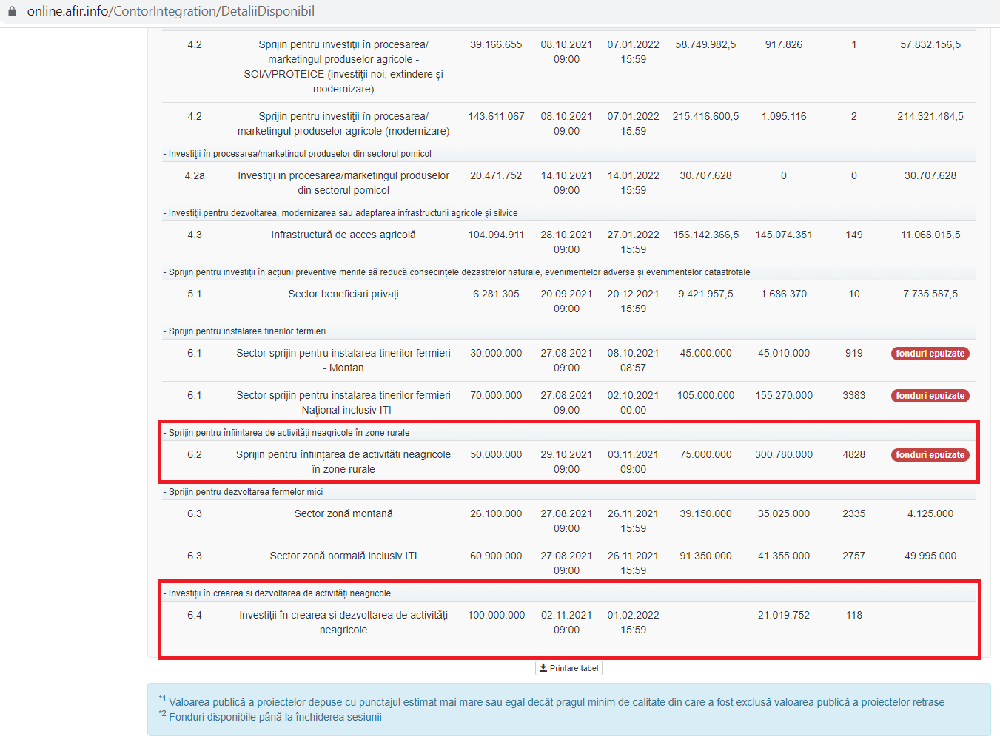 online.afir.info/ContorIntegration/DetaliiDisponibil
4.2 Sprijin pentru investiţii în procesarea/ 39.166.655 08.10.2021 07.01.2022 58.749.982,5 917.826 1 57.832.156,5
marketingul produselor agricole - 09:00 15:59
SOIA/PROTEICE (investiții noi, extindere și
modernizare)
4.2 Sprijin pentru investiţii în procesarea/ 143.611.067 08.10.2021 07.01.2022 215.416.600,5 1.095.116 2 214.321.484,5
marketingul produselor agricole (modernizare) 09:00 15:59
- Investiţii în procesarea/marketingul produselor din sectorul pomicol
4.2a Investiţii in procesarea/marketingul produselor 20.471.752 14.10.2021 14.01.2022 30.707.628 0 0 30.707.628
din sectorul pomicol 09:00 15:59
- Investiţii pentru dezvoltarea, modernizarea sau adaptarea infrastructurii agricole şi silvice
4.3 Infrastructură de acces agricolă 104.094.911 28.10.2021 27.01.2022 156.142.366,5 145.074.351 149 11.068.015,5
09:00 15:59
- Sprijin pentru investiții în acțiuni preventive menite să reducă consecințele dezastrelor naturale, evenimentelor adverse și evenimentelor catastrofale
5.1 Sector beneficiari privați 6.281.305 20.09.2021 20.12.2021 9.421.957,5 1.686.370 10 7.735.587,5
09:00 15:59
- Sprijin pentru instalarea tinerilor fermieri
6.1 Sector sprijin pentru instalarea tinerilor fermieri 30.000.000 27.08.2021 08.10.2021 45.000.000 45.010.000 919 fonduri epuizate
- Montan 09:00 08:57
6.1 Sector sprijin pentru instalarea tinerilor fermieri 70.000.000 27.08.2021 02.10.2021 105.000.000 155.270.000 3383 fonduri epuizate
- Național inclusiv ITI 09:00 00:00
- Sprijin pentru înființarea de activități neagricole în zone rurale
6.2 Sprijin pentru înființarea de activități neagricole 50.000.000 29.10.2021 03.11.2021 75.000.000 300.780.000 4828 fonduri epuizate
în zone rurale 09:00 09:00
- Sprijin pentru dezvoltarea fermelor mici
6.3 Sector zonă montană 26.100.000 27.08.2021 26.11.2021 39.150.000 35.025.000 2335 4.125.000
09:00 15:59
6.3 Sector zonă normală inclusiv ITI 60.900.000 27.08.2021 26.11.2021 91.350.000 41.355.000 2757 49.995.000
09:00 15:59
- Investiții în crearea si dezvoltarea de activități neagricole
6.4 Investiții în crearea și dezvoltarea de activități 100.000.000 02.11.2021 01.02.2022 - 21.019.752 118 -
neagricole 09:00 15:59
Printare tabel
*1 Valoarea publică a proiectelor depuse cu punctajul estimat mai mare sau egal decât pragul minim de calitate din care a fost exclusă valoarea publică a proiectelor retrase
*2 Fonduri disponibile până la închiderea sesiunii